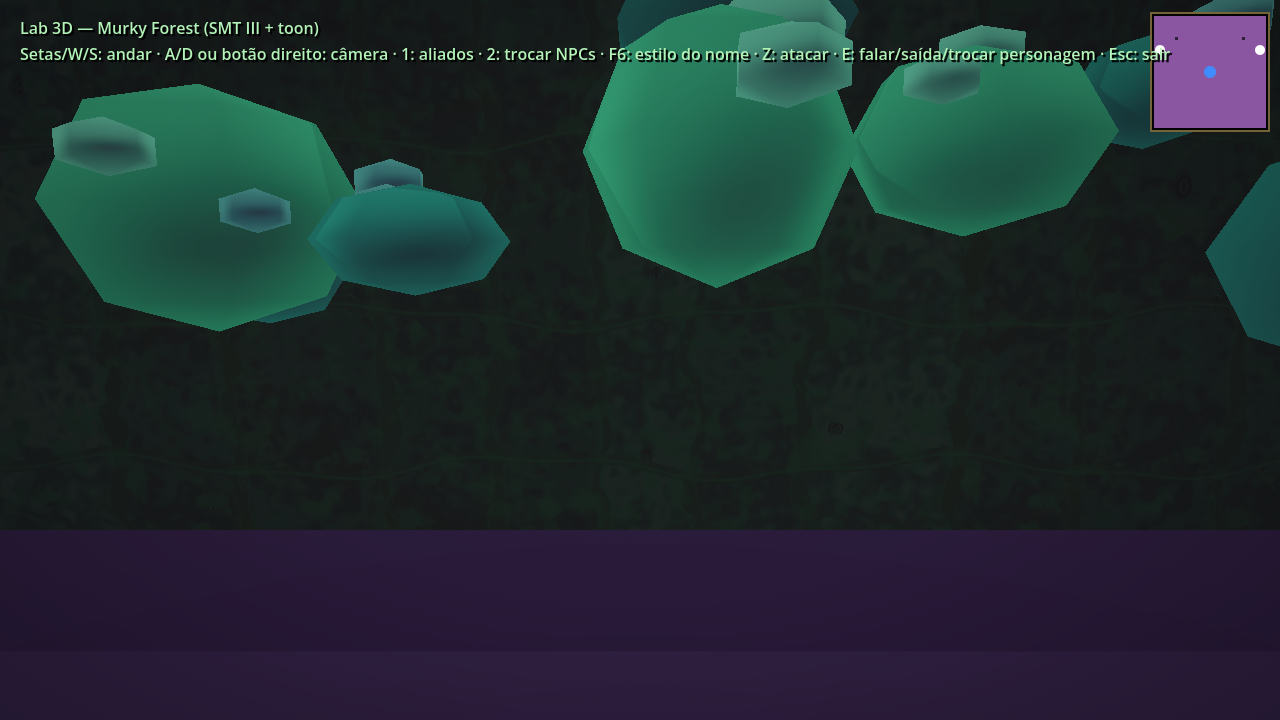 Lab 3D — Murky Forest (SMT III + toon)
Setas/W/S: andar · A/D ou botão direito: câmera · 1: aliados · 2: trocar NPCs · F6: estilo do nome · Z: atacar · E: falar/saída/trocar personagem · Esc: sair